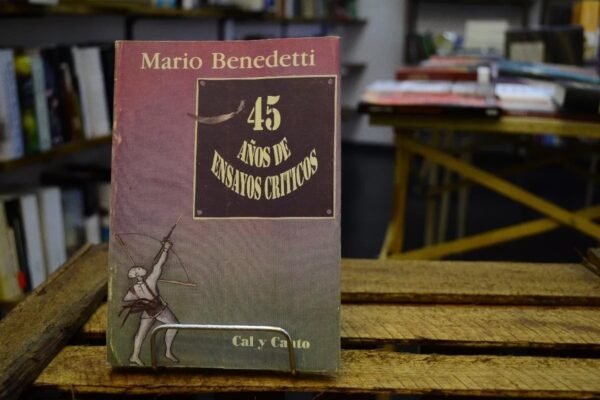 Mario Benedetti
45
AÑOS DE
ENSAYOS CRITICOS
Cal y Canto